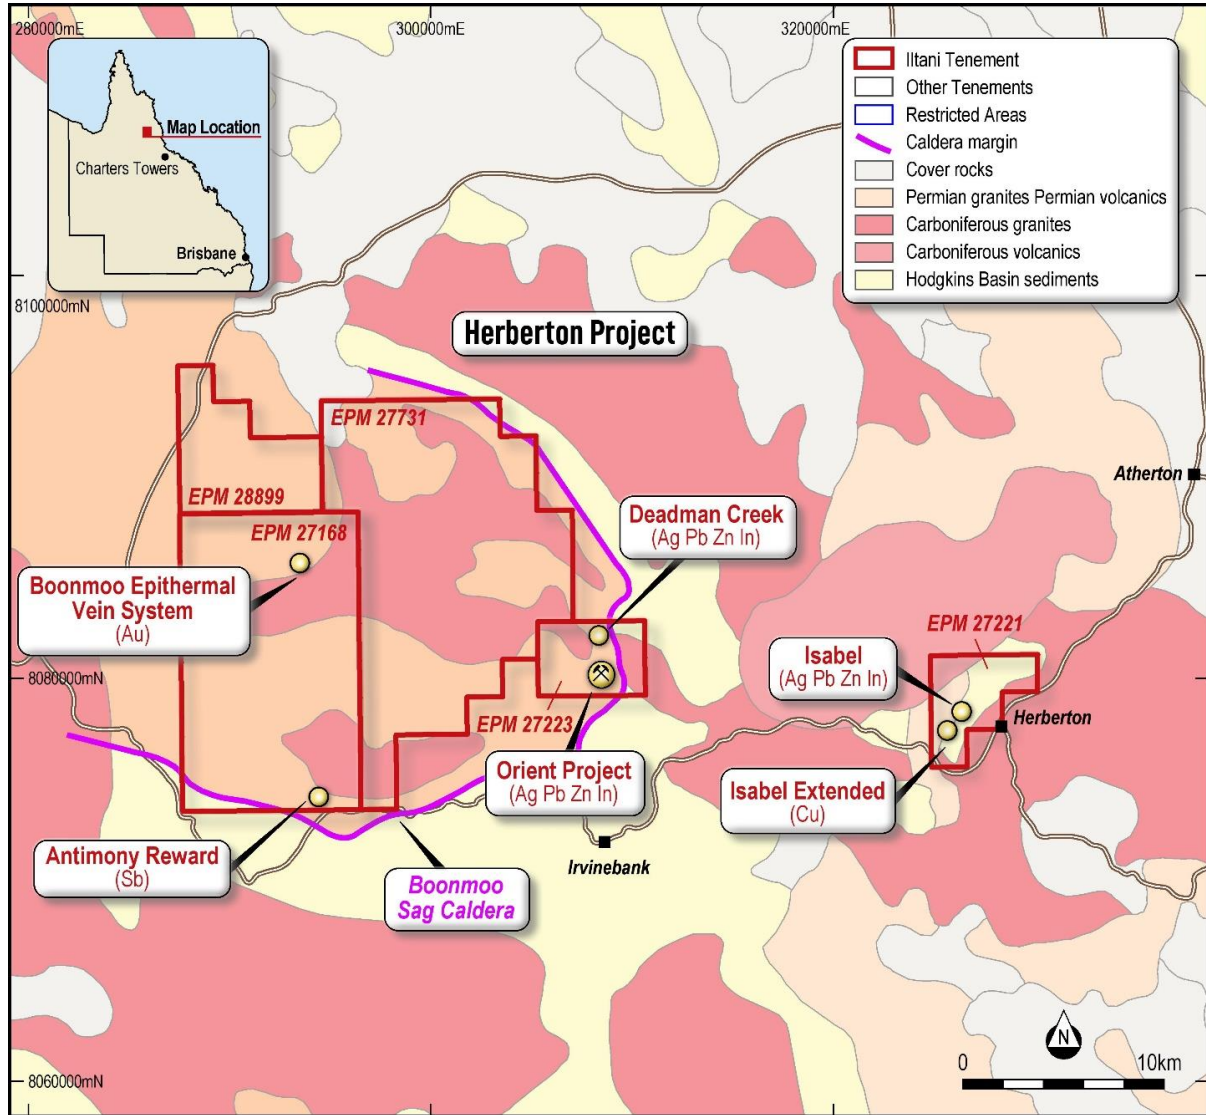 280000mE
300000mE
320000mE
Map Location
Charters Towers
Brisbane
Iltani Tenement
Other Tenements
Restricted Areas
Caldera margin
Cover rocks
Permian granites Permian volcanics
Carboniferous granites
Carboniferous volcanics
Hodgkins Basin sediments
8100000mN
Herberton Project
EPM 27731
EPM 28899
EPM 27168
Atherton
Deadman Creek
(Ag Pb Zn In)
Boonmoo Epithermal
Vein System
(Au)
EPM 27221
Isabel
(Ag Pb Zn In)
8080000mN
EPM 27223
Herberton
Orient Project
(Ag Pb Zn In)
Isabel Extended
(Cu)
Antimony Reward
(Sb)
Irvinebank
Boonmoo
Sag Caldera
N
0
10km
8060000mN